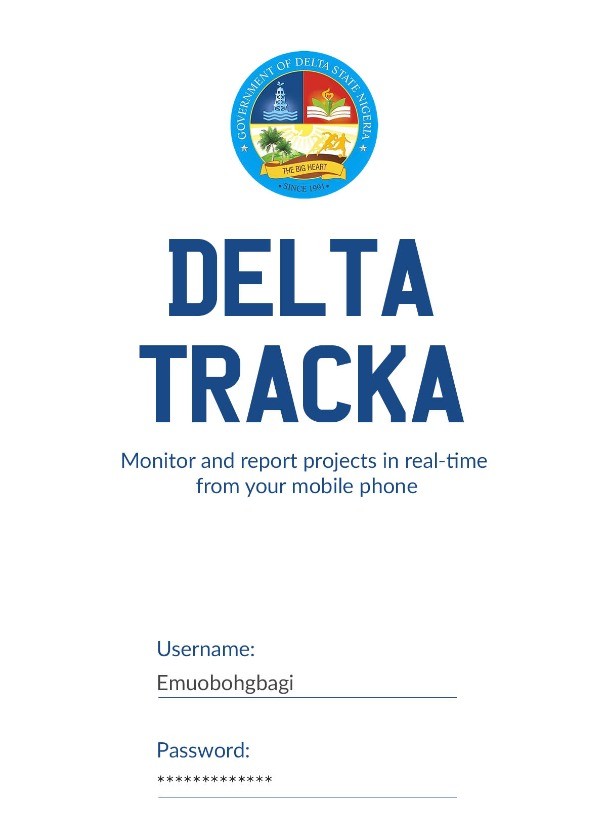 GOVERNMENT OF DELTA STATE NIGERIA
THE BIG HEART
SINCE 1991
DELTA
TRACKA
Monitor and report projects in real-time
from your mobile phone
Username:
Emuobohgbagi
Password:
*************